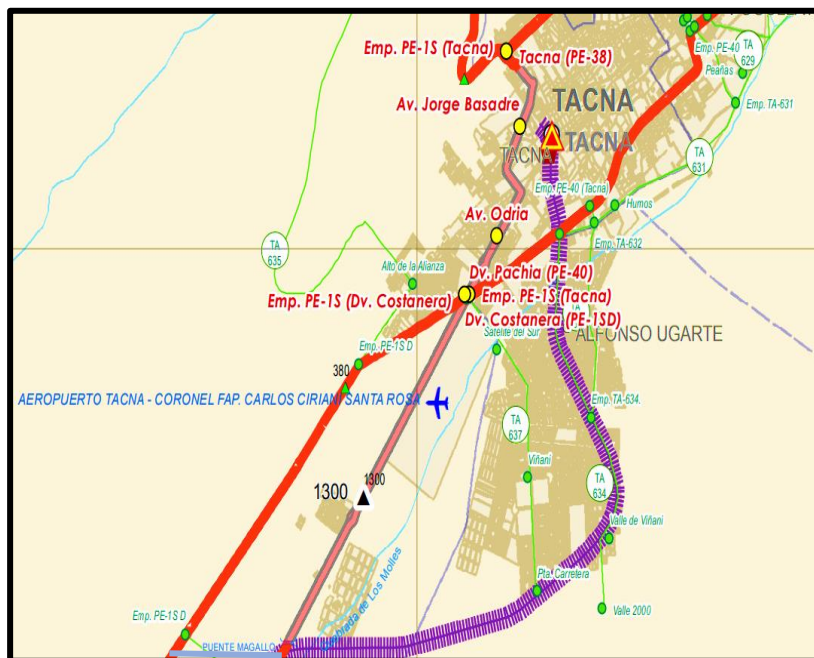 Emp. PE-1S (Tacna)
Tacna (PE-38)
Emp. PE-40
TA
629
Peañas
Av. Jorge Basadre
TACNA
Emp. TA-631
TACNA
TACNA
TA
631
Emp. PE-40 (Tacna)
Humos
Av. Odria
Emp. TA-632
TA
635
Alto de la Alianza
Dv. Pachia (PE-40)
Emp. PE-1S (Dv. Costanera)
Emp. PE-1S (Tacna)
TA
Dv. Costanera (PE-1SD)
ALFONSO UGARTE
Satelite del Sur
Emp. PE-1S D
380
AEROPUERTO TACNA - CORONEL FAP. CARLOS CIRIANI SANTA ROSA
Emp. TA-634.
TA
637
Viñani
1300
1300
TA
634
Valle de Viñani
Quebrada de Los Molles
Pta. Carretera
Valle 2000
Emp. PE-1S D
PUENTE MAGALLO